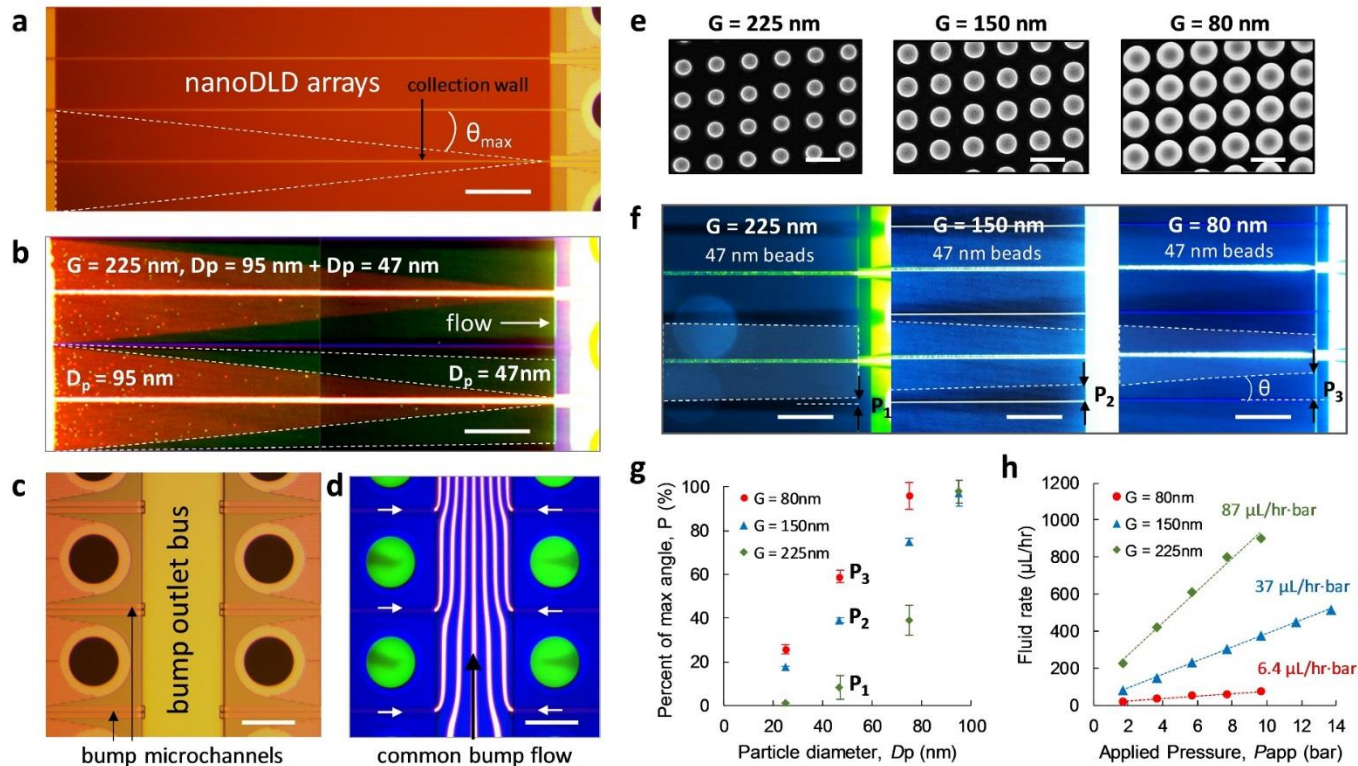 a
nanoDLD arrays
collection wall
θmax
b
G = 225 nm, Dp = 95 nm + Dp = 47 nm
flow
Dp = 95 nm
Dp = 47nm
c
bump outlet bus
bump microchannels
d
common bump flow
e
G = 225 nm
G = 150 nm
G = 80 nm
f
G = 225 nm
47 nm beads
P1
G = 150 nm
47 nm beads
P2
G = 80 nm
47 nm beads
θ
P3
g
Percent of max angle, P (%)
100
80
60
40
20
0
G = 80nm
G = 150nm
G = 225nm
P3
P2
P1
0 20 40 60 80 100
Particle diameter, Dp (nm)
h
Fluid rate (µL/hr)
1200
1000
800
600
400
200
0
G = 80nm
G = 150nm
G = 225nm
87 µL/hr·bar
37 µL/hr·bar
6.4 µL/hr·bar
0 2 4 6 8 10 12 14
Applied Pressure, Papp (bar)